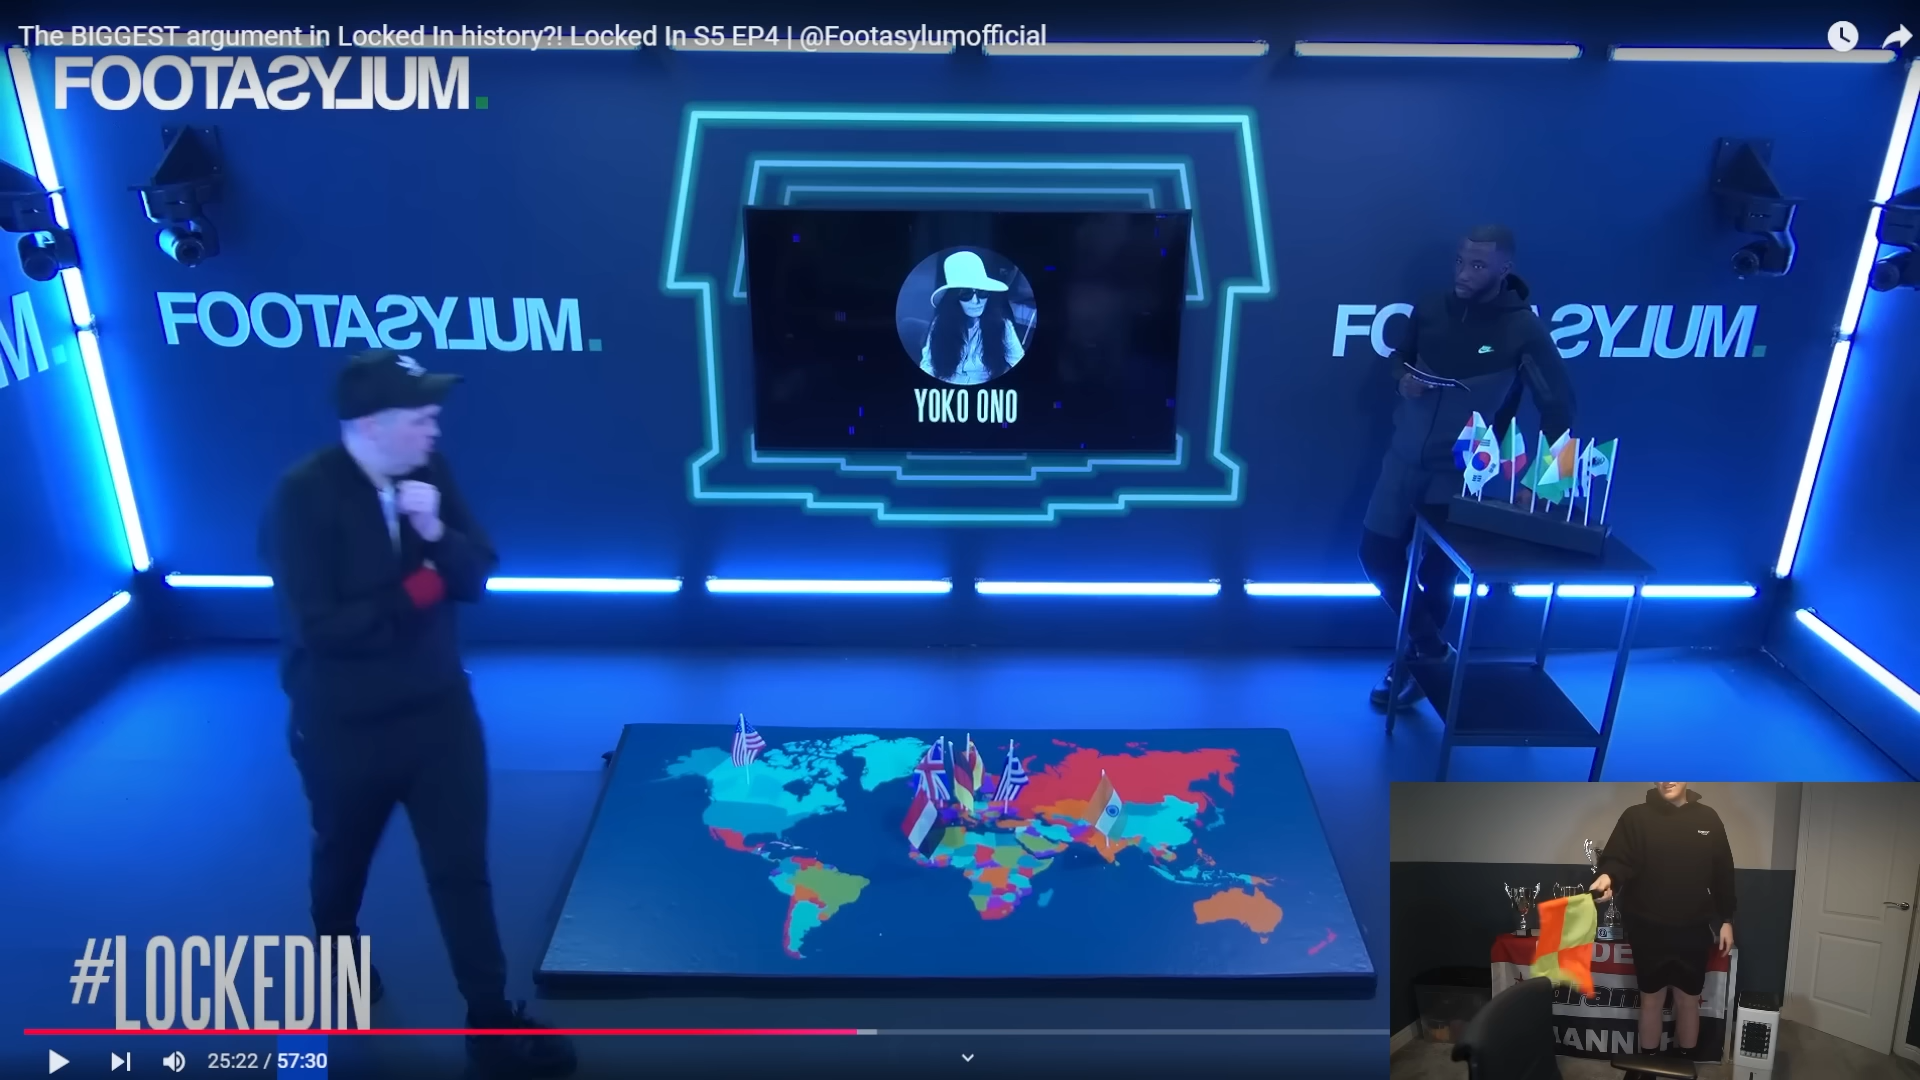 The BIGGEST argument in Locked In history?! Locked In S5 EP4 | @Footasylumofficial
FOOTASYLUM.
FOOTASYLUM.
YOKO ONO
#LOCKEDIN
25:22 / 57:30